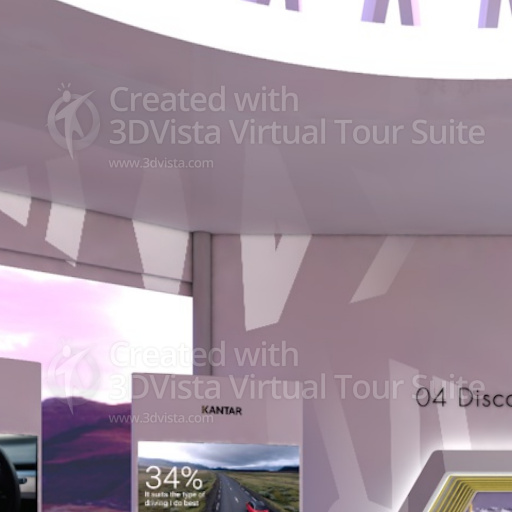 Created with
3DVista Virtual Tour Suite
www.3dvista.com
Created with
3DVista Virtual Tour Suite
www.3dvista.com
04 Disco
KANTAR
34%
It suits the type of
driving I do best